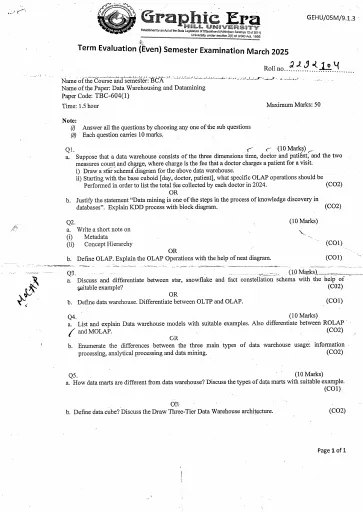 GEHU/05M/9.1.3
Graphic Era
HILL UNIVERSITY
Term Evaluation (Even) Semester Examination March 2025
Roll no.
Name of the Course and semester: BCA
Name of the Paper: Data Warehousing and Datamining
Paper Code: TBC-604(1)
Time: 1.5 hour
Maximum Marks: 50
Note:
(i) Answer all the questions by choosing any one of the sub questions
(ii) Each question carries 10 marks.
Q1. (10 Marks)
a. Suppose that a data warehouse consists of the three dimensions time, doctor and patient, and the two
measures count and charge, where charge is the fee that a doctor charges a patient for a visit.
i) Draw a star schema diagram for the above data warehouse.
ii) Starting with the base cuboid [day, doctor, patient], what specific OLAP operations should be
Performed in order to list the total fee collected by each doctor in 2024. (CO2)
OR
b. Justify the statement "Data mining is one of the steps in the process of knowledge discovery in
databases". Explain KDD process with block diagram. (CO2)
Q2. (10 Marks)
a. Write a short note on
(i) Metadata
(ii) Concept Hierarchy (CO1)
OR
b. Define OLAP. Explain the OLAP Operations with the help of neat diagram. (CO1)
Q3. (10 Marks)
a. Discuss and differentiate between star, snowflake and fact constellation schema with the help of
suitable example? (CO2)
OR
b. Define data warehouse. Differentiate between OLTP and OLAP. (CO1)
Q4. (10 Marks)
a. List and explain Data warehouse models with suitable examples. Also differentiate between ROLAP
and MOLAP. (CO2)
OR
b. Enumerate the differences between the three main types of data warehouse usage: information
processing, analytical processing and data mining. (CO2)
Q5. (10 Marks)
a. How data marts are different from data warehouse? Discuss the types of data marts with suitable example.
(CO1)
OR
b. Define data cube? Discuss the Draw Three-Tier Data Warehouse architecture. (CO2)
Page 1 of 1